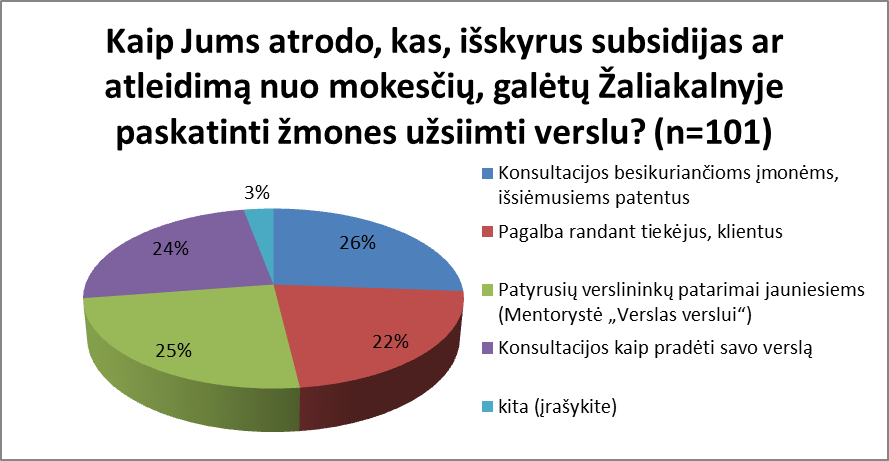 Kaip Jums atrodo, kas, išskyrus subsidijas ar
atleidimą nuo mokesčių, galėtų Žaliakalnyje
paskatinti žmones užsiimti verslu? (n=101)
3%
26%
24%
22%
25%
Konsultacijos besikuriančioms įmonėms,
išsiėmusiems patentus
Pagalba randant tiekėjus, klientus
Patyrusių verslininkų patarimai jauniesiems
(Mentorystė „Verslas verslui“)
Konsultacijos kaip pradėti savo verslą
kita (įrašykite)